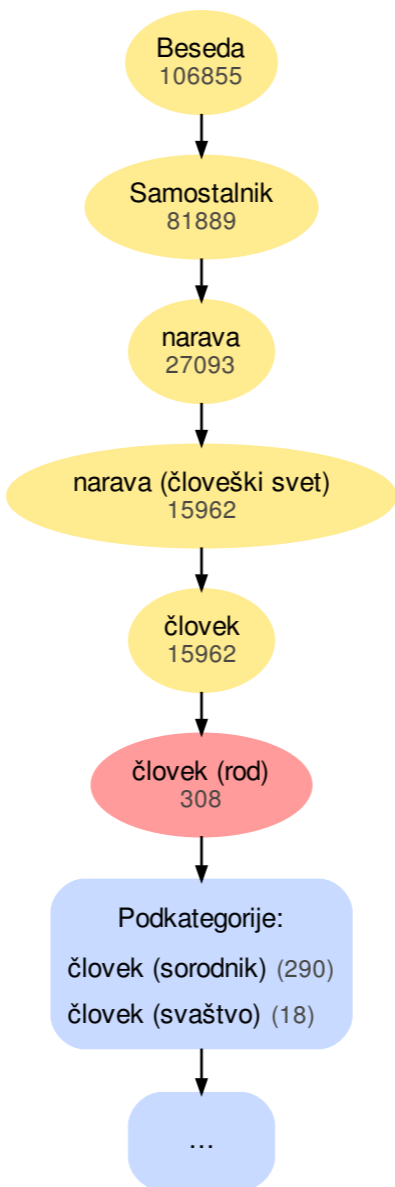 Beseda
106855
Samostalnik
81889
narava
27093
narava (človeški svet)
15962
človek
15962
človek (rod)
308
Podkategorije:
človek (sorodnik) (290)
človek (svaštvo) (18)
...